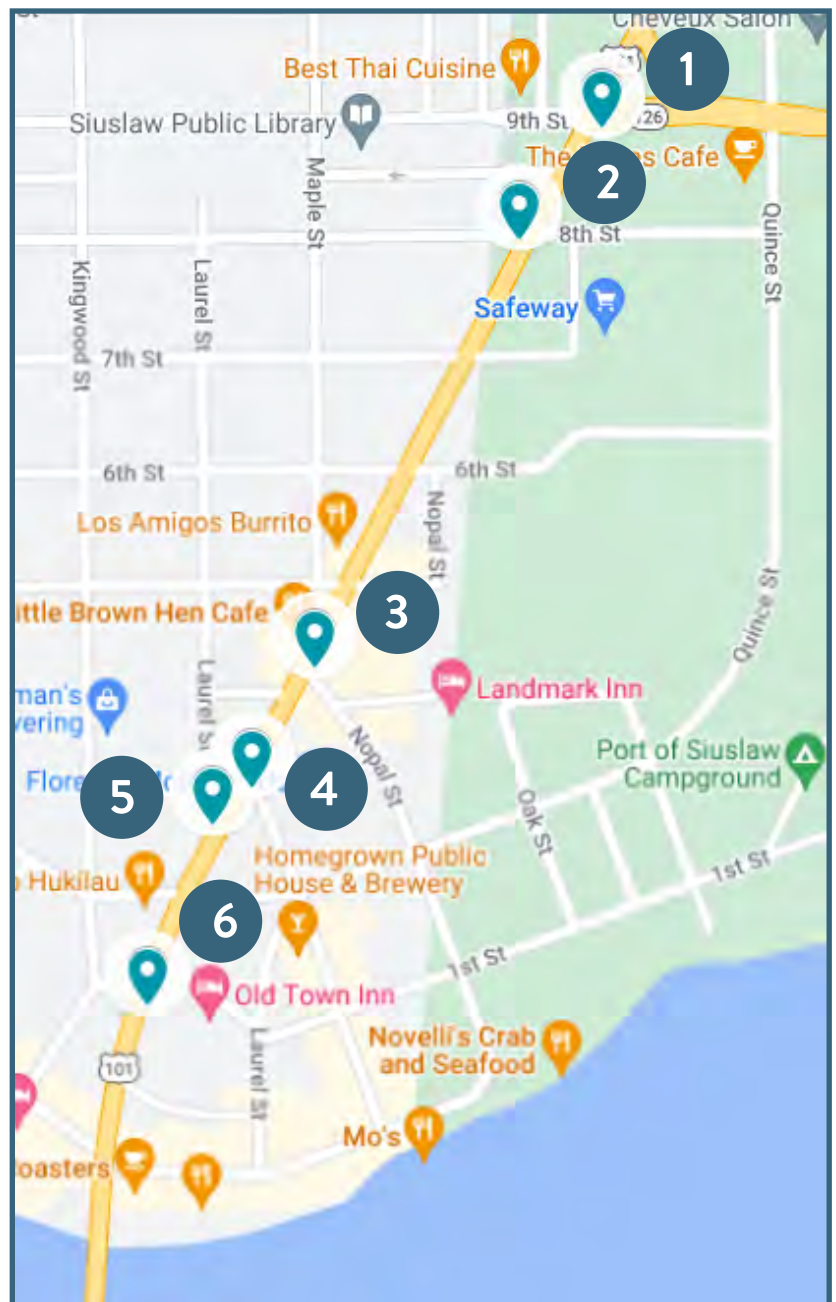 St
Cheveux Salon
Best Thai Cuisine
1
Siuslaw Public Library
9th St
126
2
Cafe
Maple St
8th St
Quince St
Kingwood St
Laurel St
Safeway
7th St
6th St
6th St
Los Amigos Burrito
Nopal St
ittle Brown Hen Cafe
3
Quince St
Laurel St
Landmark Inn
man's
vering
Nopal St
Port of Siuslaw
Campground
5
4
Oak St
Homegrown Public
House & Brewery
1st St
Hukilau
6
1st St
Old Town Inn
Laurel St
Novelli's Crab
and Seafood
101
Mo's
oasters